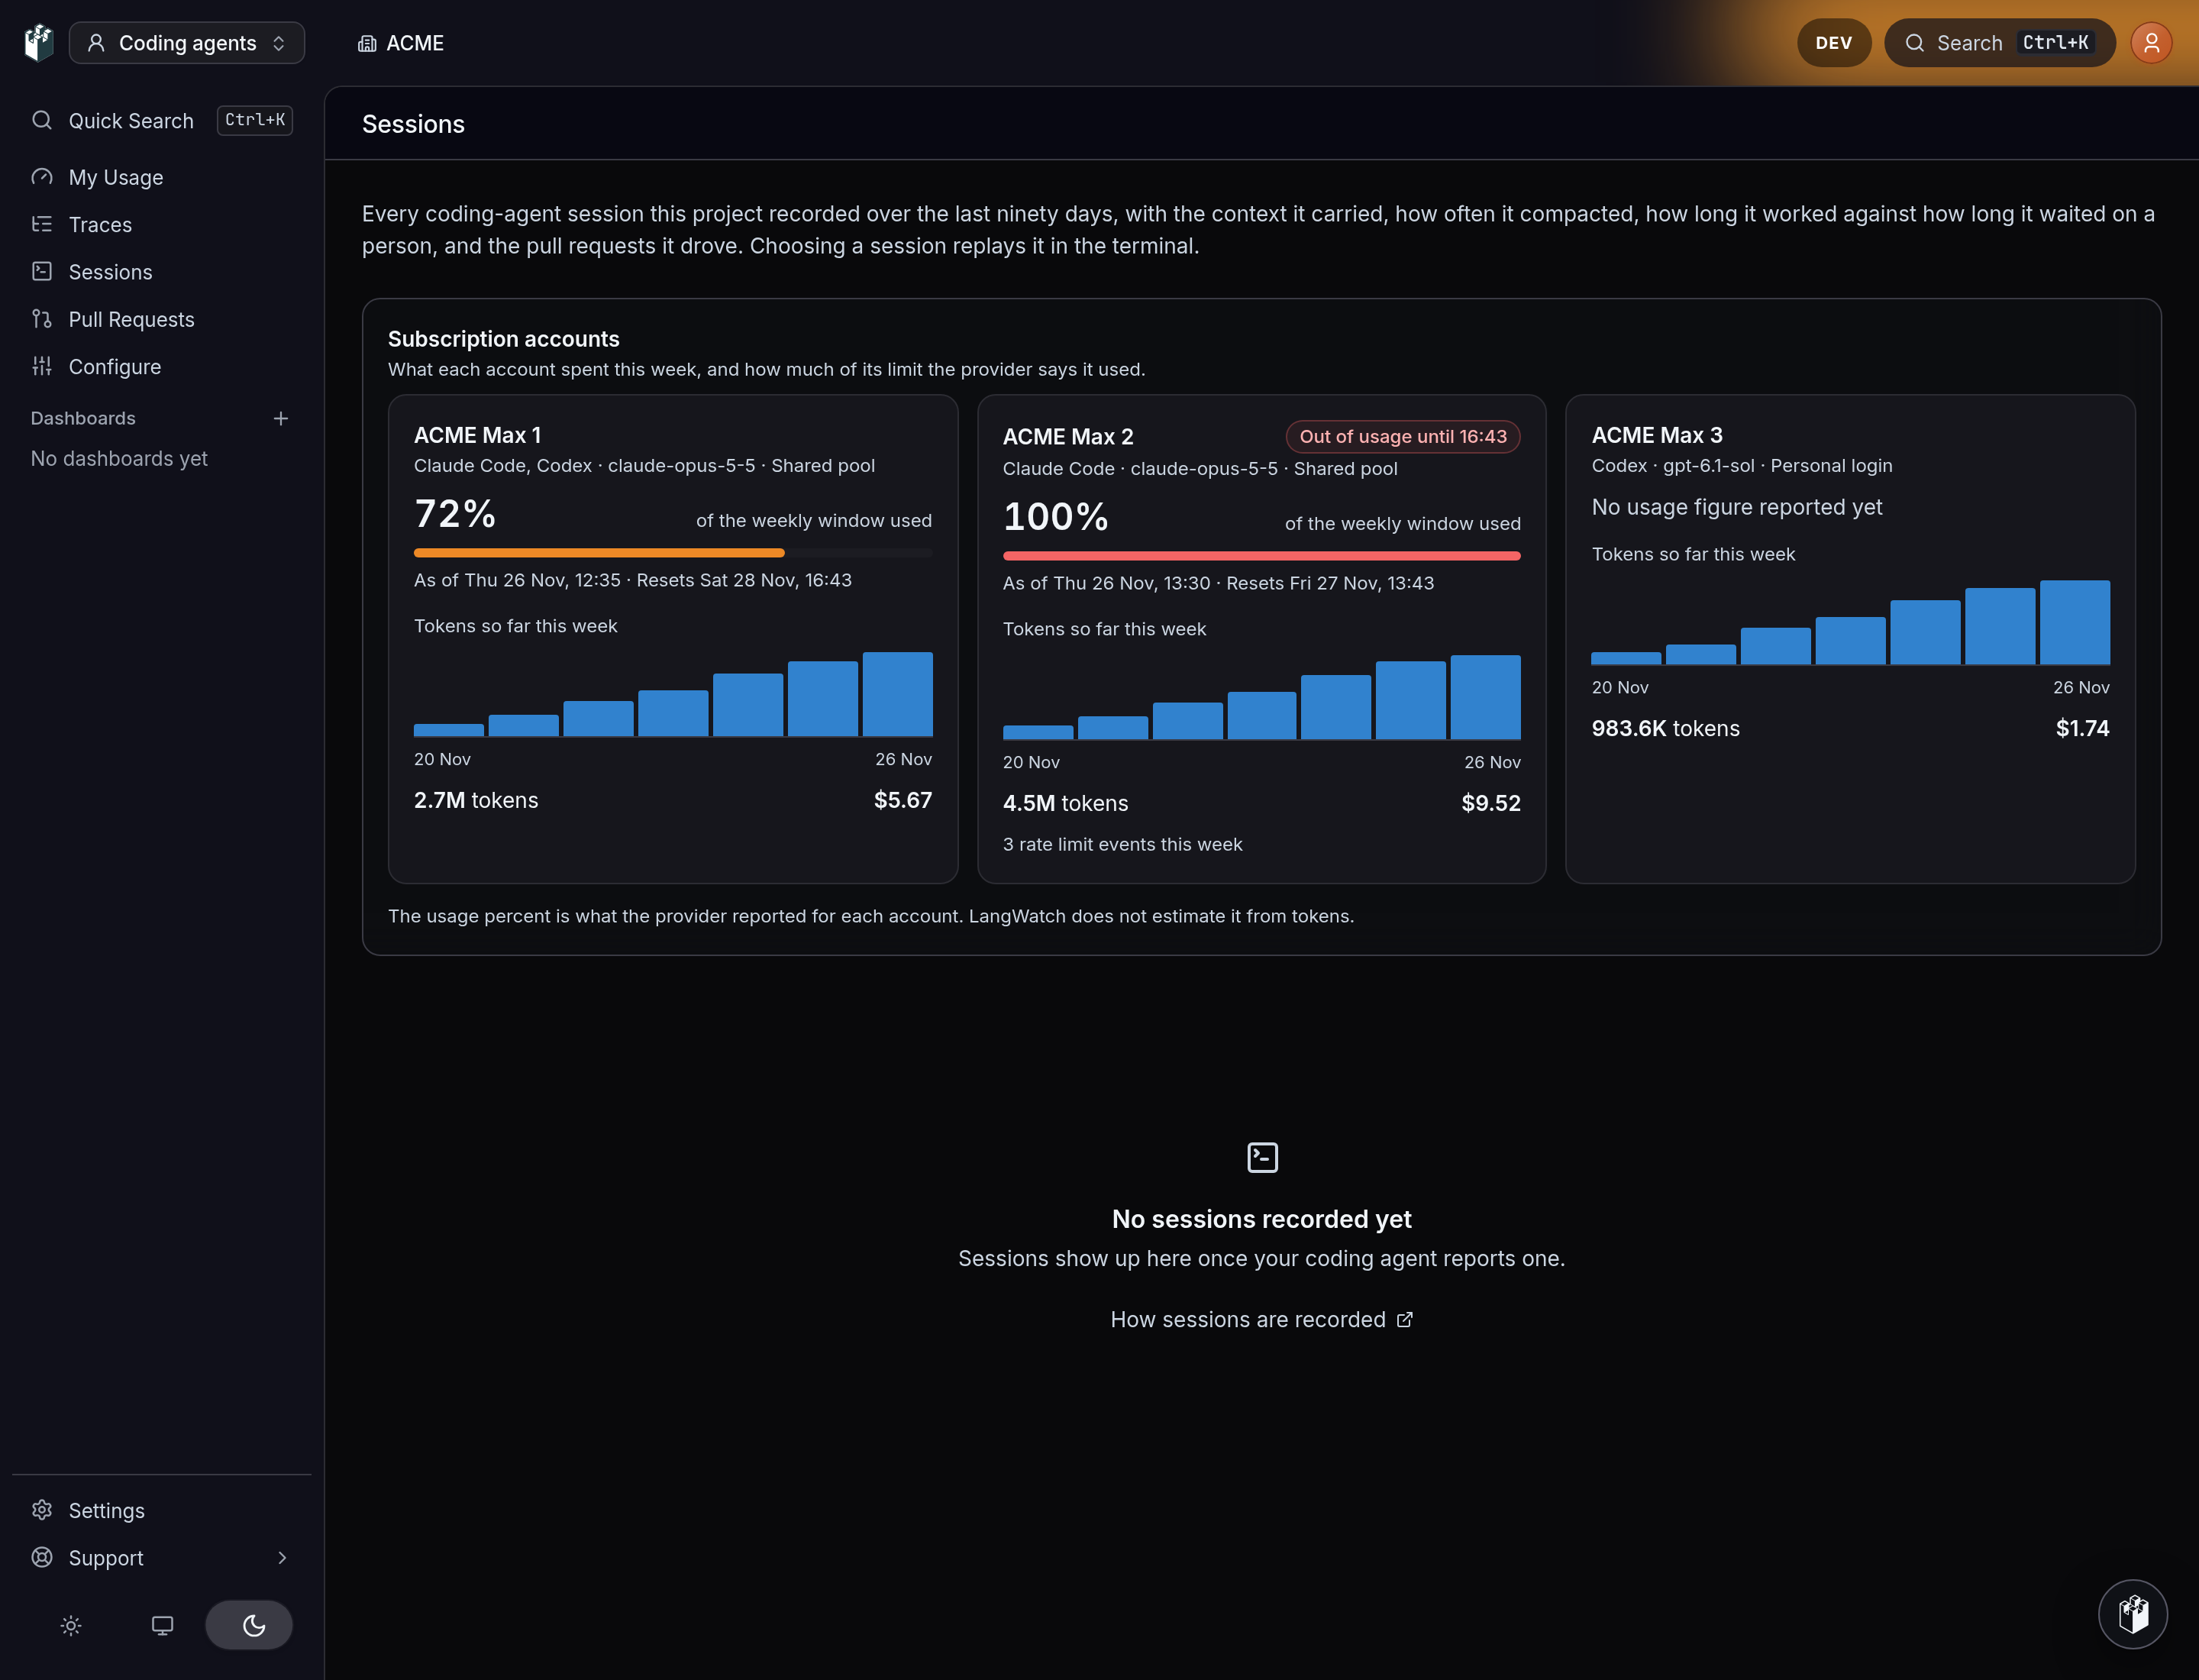 Coding agents
ACME
DEV
Search Ctrl+K
Quick Search Ctrl+K
My Usage
Traces
Sessions
Pull Requests
Configure
Dashboards
No dashboards yet
Sessions
Every coding-agent session this project recorded over the last ninety days, with the context it carried, how often it compacted, how long it worked against how long it waited on a
person, and the pull requests it drove. Choosing a session replays it in the terminal.
Subscription accounts
What each account spent this week, and how much of its limit the provider says it used.
ACME Max 1
Claude Code, Codex · claude-opus-5-5 · Shared pool
72% of the weekly window used
As of Thu 26 Nov, 12:35 · Resets Sat 28 Nov, 16:43
Tokens so far this week
20 Nov 26 Nov
2.7M tokens $5.67
ACME Max 2 Out of usage until 16:43
Claude Code · claude-opus-5-5 · Shared pool
100% of the weekly window used
As of Thu 26 Nov, 13:30 · Resets Fri 27 Nov, 13:43
Tokens so far this week
20 Nov 26 Nov
4.5M tokens $9.52
3 rate limit events this week
ACME Max 3
Codex · gpt-6.1-sol · Personal login
No usage figure reported yet
Tokens so far this week
20 Nov 26 Nov
983.6K tokens $1.74
The usage percent is what the provider reported for each account. LangWatch does not estimate it from tokens.
No sessions recorded yet
Sessions show up here once your coding agent reports one.
How sessions are recorded
Settings
Support